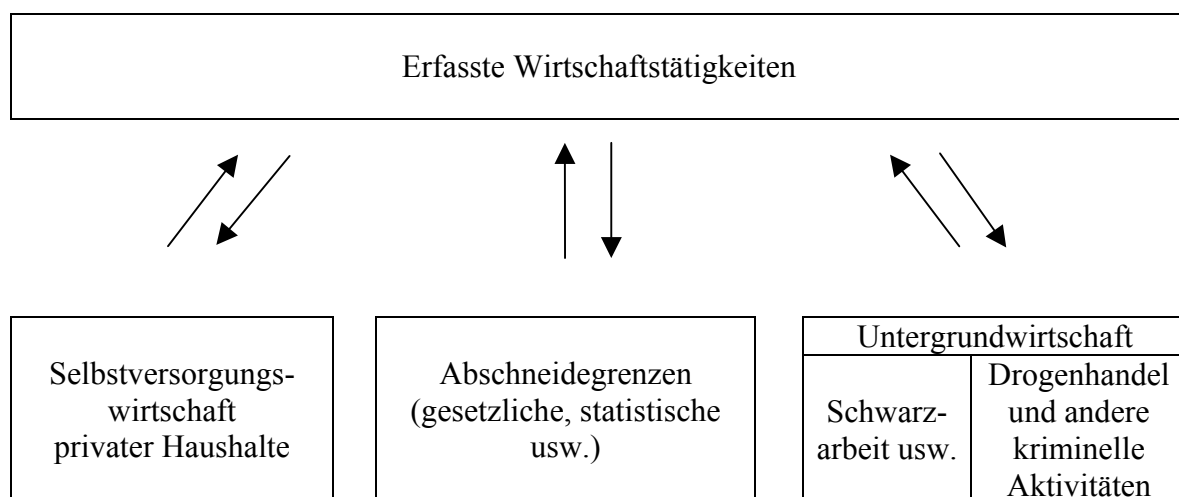 Erfasste Wirtschaftstätigkeiten
Selbstversorgungs-
wirtschaft
privater Haushalte
Abschneidegrenzen
(gesetzliche, statistische
usw.)
Untergrundwirtschaft
Schwarz-
arbeit usw.
Drogenhandel
und andere
kriminelle
Aktivitäten